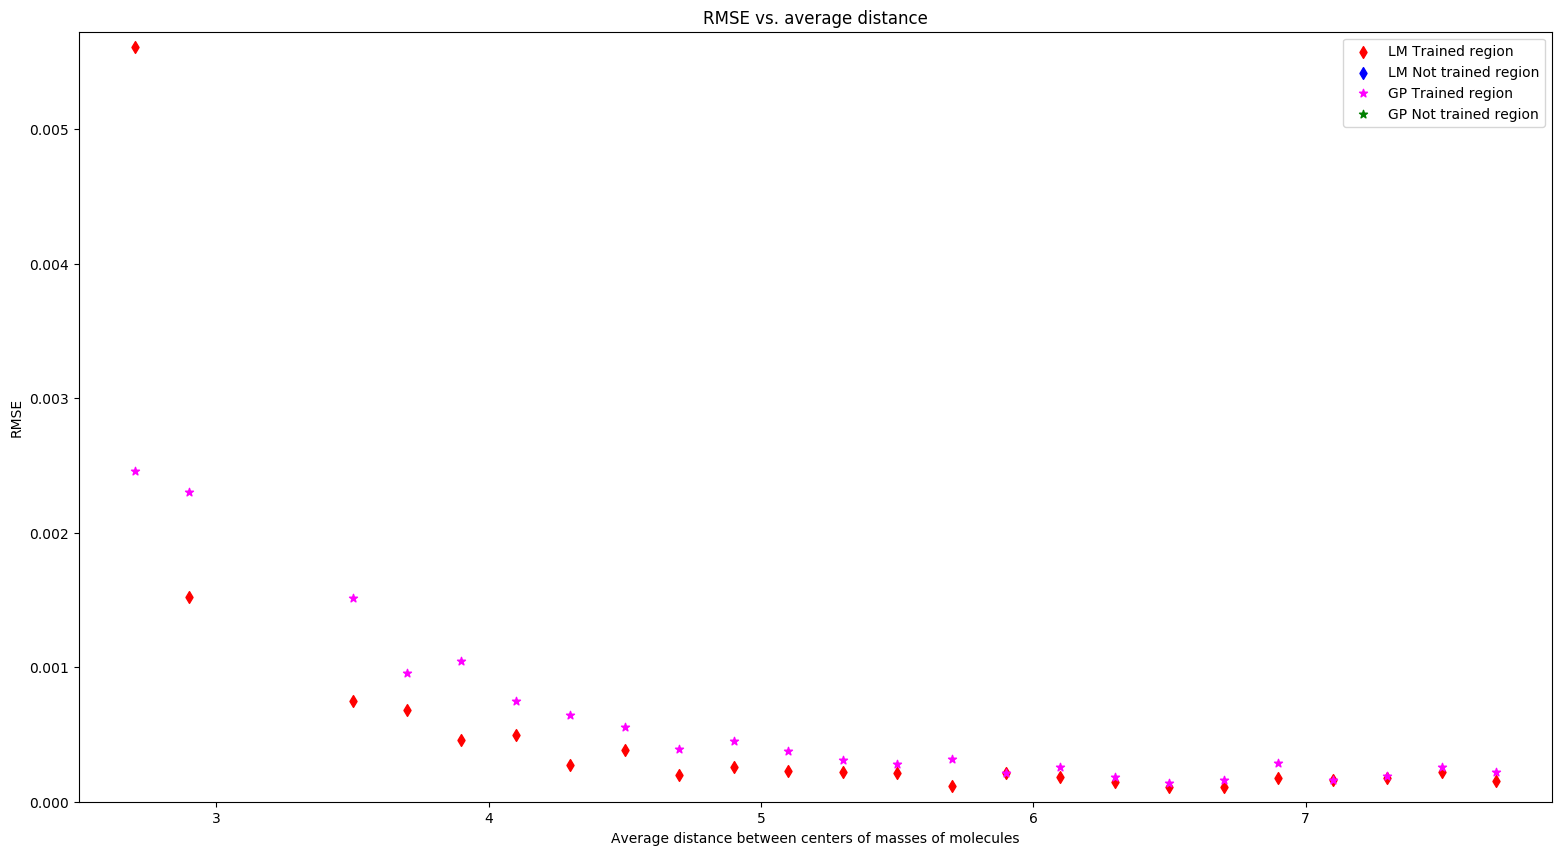 RMSE vs. average distance
LM Trained region
LM Not trained region
GP Trained region
GP Not trained region
0.005
0.004
0.003
0.002
0.001
0.000
RMSE
3 4 5 6 7
Average distance between centers of masses of molecules